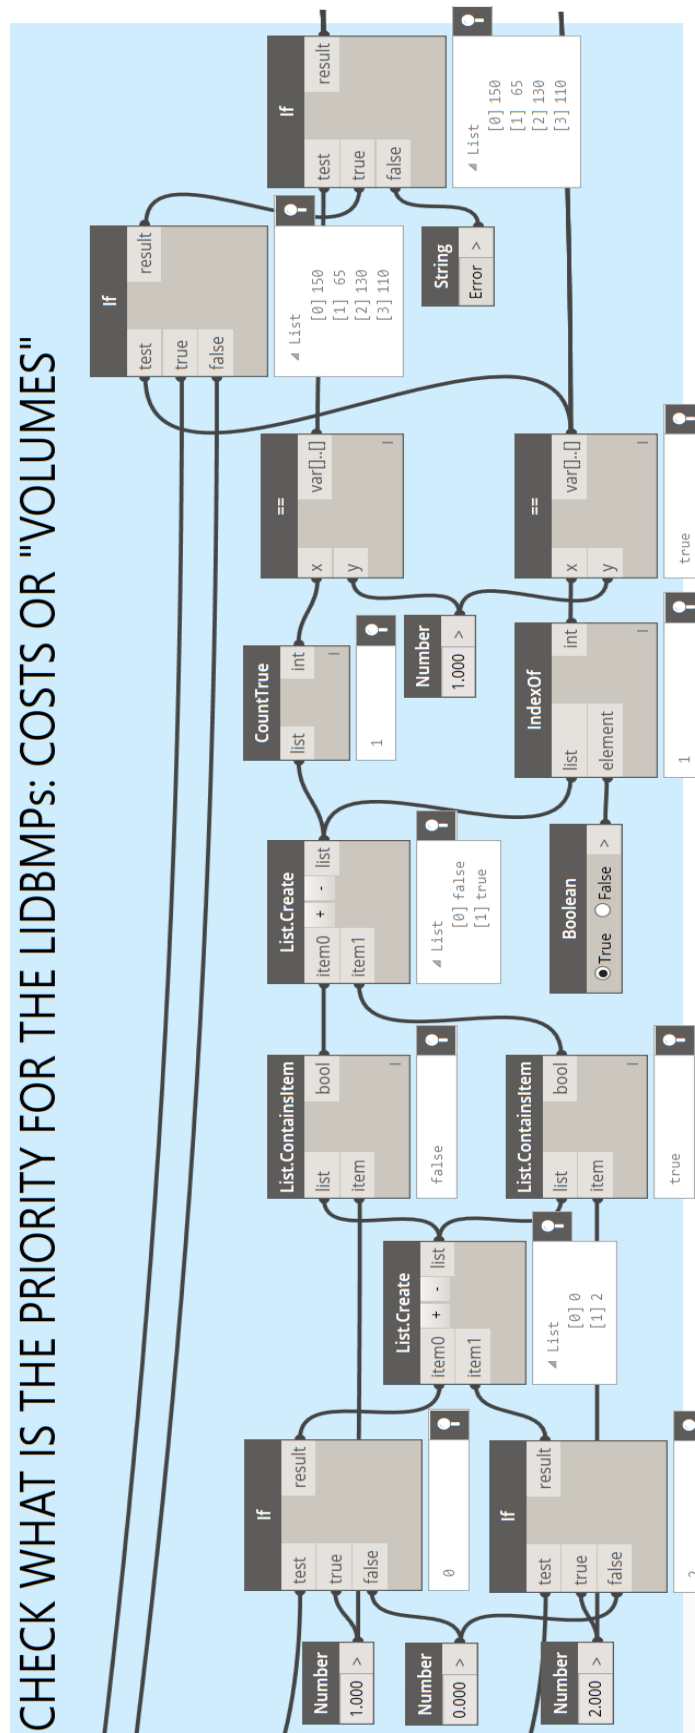 CHECK WHAT IS THE PRIORITY FOR THE LIDBMPs: COSTS OR "VOLUMES"
Number
1.000 >
Number
0.000 >
Number
2.000 >
If
test
true
false
result
0
If
test
true
false
result
List.Create
item0 + - list
item1
List
[0] 0
[1] 2
List.ContainsItem
list bool
item
false
List.ContainsItem
list bool
item
true
List.Create
item0 + - list
item1
List
[0] false
[1] true
Boolean
True False >
CountTrue
list int
1
IndexOf
list int
element
1
Number
1.000 >
==
x var[]..[]
y
==
x var[]..[]
y
true
If
test result
true
false
List
[0] 150
[1] 65
[2] 130
[3] 110
String
Error >
If
test result
true
false
List
[0] 150
[1] 65
[2] 130
[3] 110